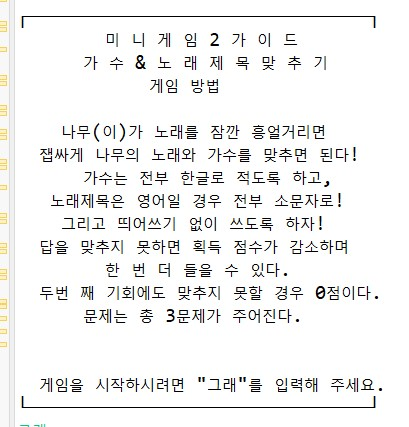 미 니 게 임 2 가 이 드
가 수 & 노 래 제 목 맞 추 기
게임 방법
나무(이)가 노래를 잠깐 흥얼거리면
잽싸게 나무의 노래와 가수를 맞추면 된다!
가수는 전부 한글로 적도록 하고,
노래제목은 영어일 경우 전부 소문자로!
그리고 띄어쓰기 없이 쓰도록 하자!
답을 맞추지 못하면 획득 점수가 감소하며
한 번 더 들을 수 있다.
두번 째 기회에도 맞추지 못할 경우 0점이다.
문제는 총 3문제가 주어진다.
게임을 시작하시려면 "그래"를 입력해 주세요.